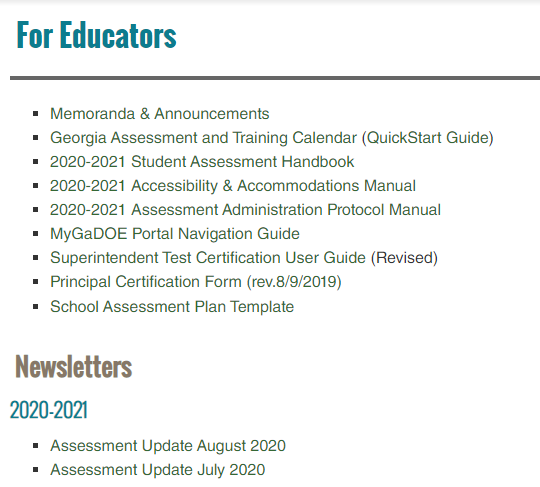 For Educators
Memoranda & Announcements
Georgia Assessment and Training Calendar (QuickStart Guide)
2020-2021 Student Assessment Handbook
2020-2021 Accessibility & Accommodations Manual
2020-2021 Assessment Administration Protocol Manual
MyGaDOE Portal Navigation Guide
Superintendent Test Certification User Guide (Revised)
Principal Certification Form (rev.8/9/2019)
School Assessment Plan Template
Newsletters
2020-2021
Assessment Update August 2020
Assessment Update July 2020